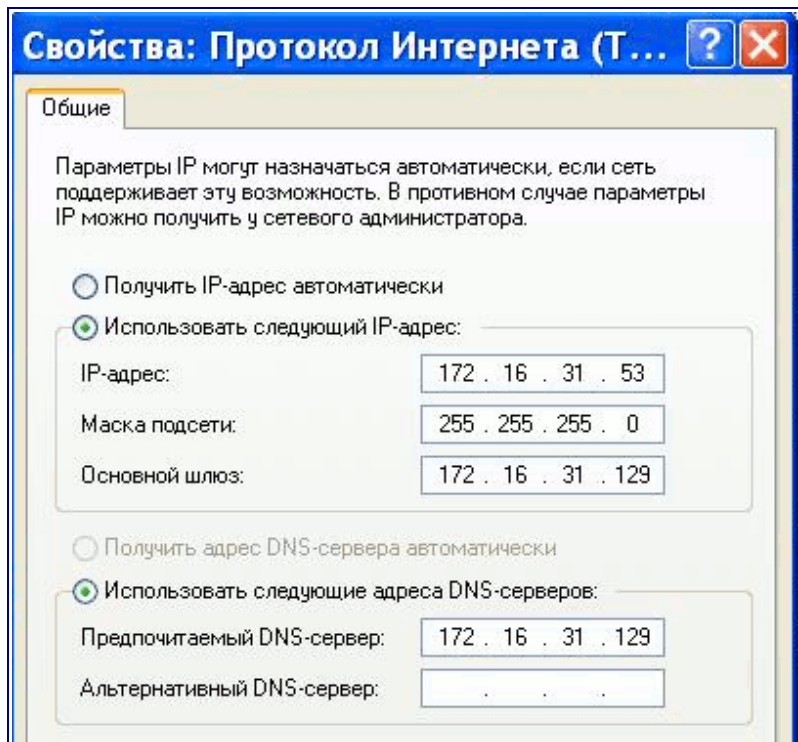 Свойства: Протокол Интернета (Т...
Общие
Параметры IP могут назначаться автоматически, если сеть
поддерживает эту возможность. В противном случае параметры
IP можно получить у сетевого администратора.
Получить IP-адрес автоматически
Использовать следующий IP-адрес:
IP-адрес: 172 . 16 . 31 . 53
Маска подсети: 255 . 255 . 255 . 0
Основной шлюз: 172 . 16 . 31 . 129
Получить адрес DNS-сервера автоматически
Использовать следующие адреса DNS-серверов:
Предпочитаемый DNS-сервер: 172 . 16 . 31 . 129
Альтернативный DNS-сервер: . . .